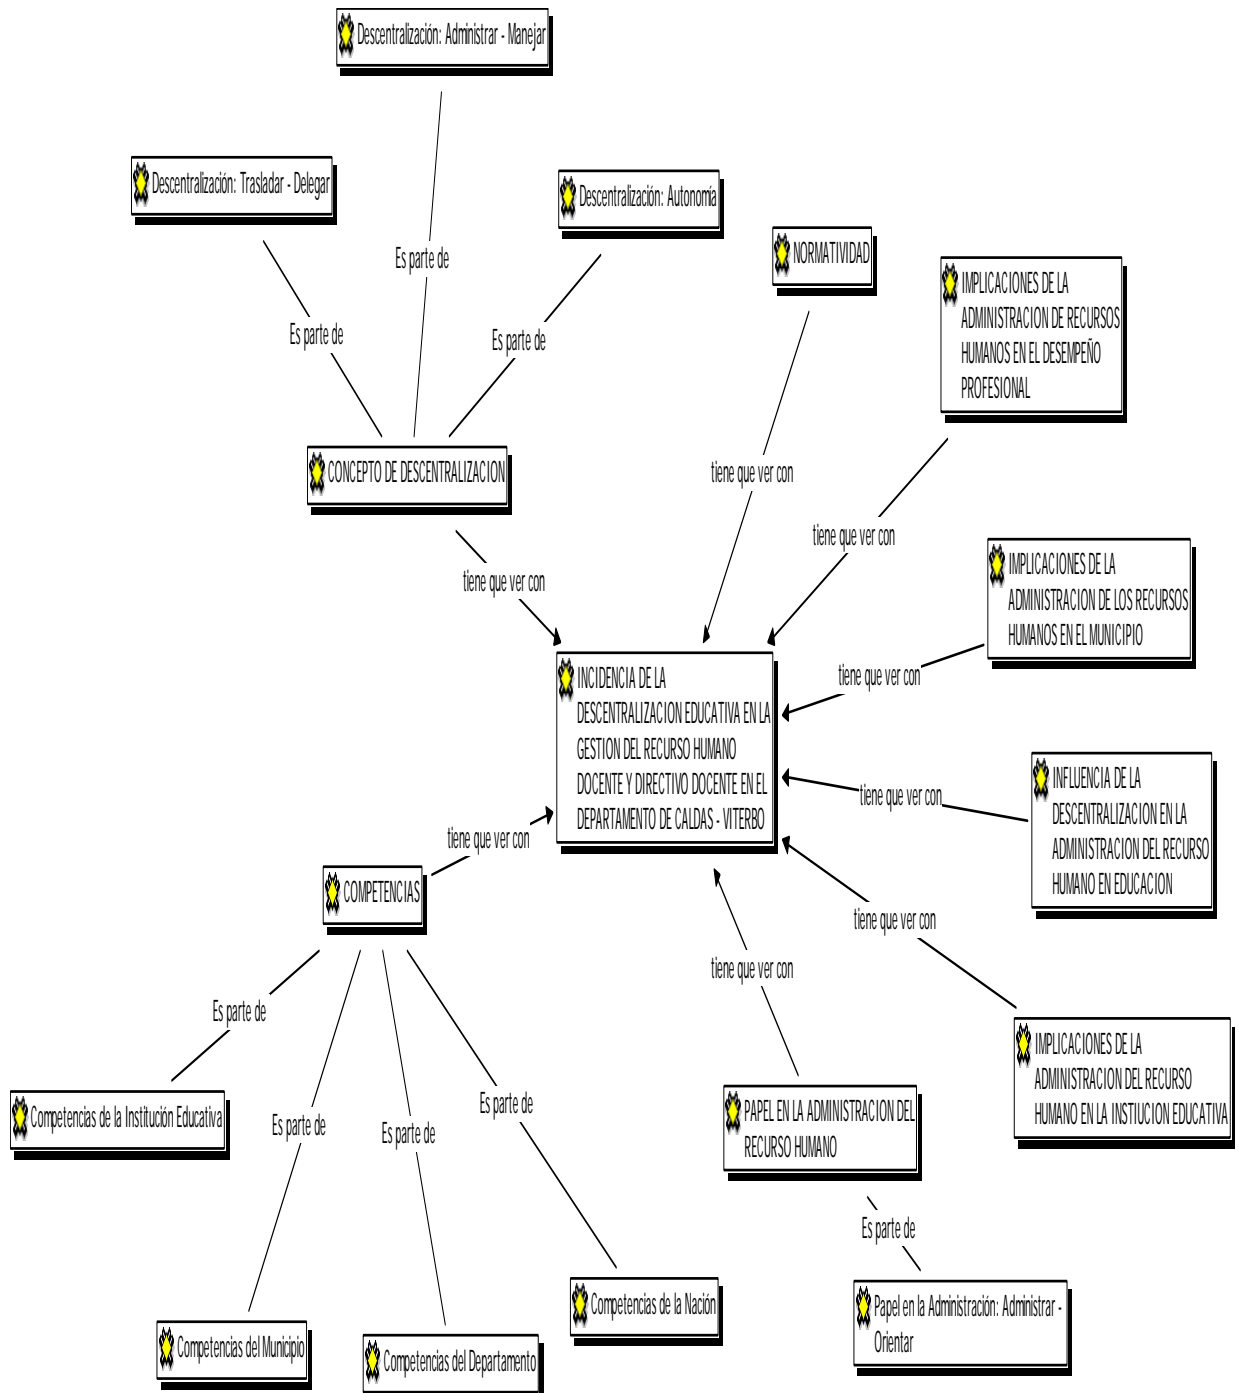 Descentralización: Administrar - Manejar
Descentralización: Trasladar - Delegar
Descentralización: Autonomía
Es parte de
Es parte de
Es parte de
NORMATIVIDAD
IMPLICACIONES DE LA
ADMINISTRACION DE RECURSOS
HUMANOS EN EL DESEMPEÑO
PROFESIONAL
CONCEPTO DE DESCENTRALIZACION
tiene que ver con
tiene que ver con
tiene que ver con
IMPLICACIONES DE LA
ADMINISTRACION DE LOS RECURSOS
HUMANOS EN EL MUNICIPIO
tiene que ver con
INCIDENCIA DE LA
DESCENTRALIZACION EDUCATIVA EN LA
GESTION DEL RECURSO HUMANO
DOCENTE Y DIRECTIVO DOCENTE EN EL
DEPARTAMENTO DE CALDAS - VITERBO
tiene que ver con
INFLUENCIA DE LA
DESCENTRALIZACION EN LA
ADMINISTRACION DEL RECURSO
HUMANO EN EDUCACION
tiene que ver con
COMPETENCIAS
tiene que ver con
tiene que ver con
Es parte de
IMPLICACIONES DE LA
ADMINISTRACION DEL RECURSO
HUMANO EN LA INSTIUCION EDUCATIVA
Competencias de la Institución Educativa
Es parte de
Es parte de
Es parte de
PAPEL EN LA ADMINISTRACION DEL
RECURSO HUMANO
Es parte de
Competencias del Municipio
Competencias del Departamento
Competencias de la Nación
Papel en la Administración: Administrar -
Orientar